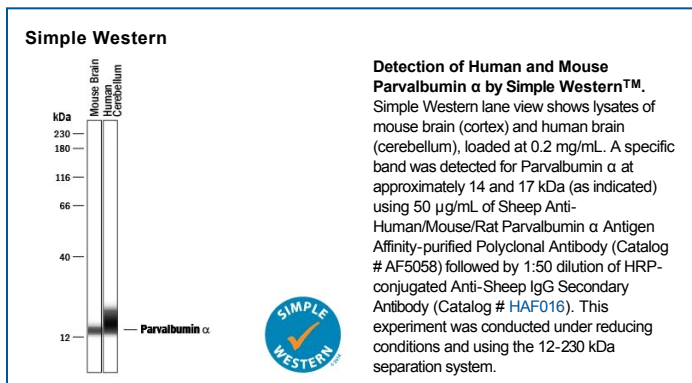 Simple Western
Mouse Brain
Human
Cerebellum
kDa
230
180
116
66
40
12
Parvalbumin α
SIMPLE
WESTERN
Detection of Human and Mouse
Parvalbumin α by Simple Western™.
Simple Western lane view shows lysates of
mouse brain (cortex) and human brain
(cerebellum), loaded at 0.2 mg/mL. A specific
band was detected for Parvalbumin α at
approximately 14 and 17 kDa (as indicated)
using 50 µg/mL of Sheep Anti-
Human/Mouse/Rat Parvalbumin α Antigen
Affinity-purified Polyclonal Antibody (Catalog
# AF5058) followed by 1:50 dilution of HRP-
conjugated Anti-Sheep IgG Secondary
Antibody (Catalog # HAF016). This
experiment was conducted under reducing
conditions and using the 12-230 kDa
separation system.